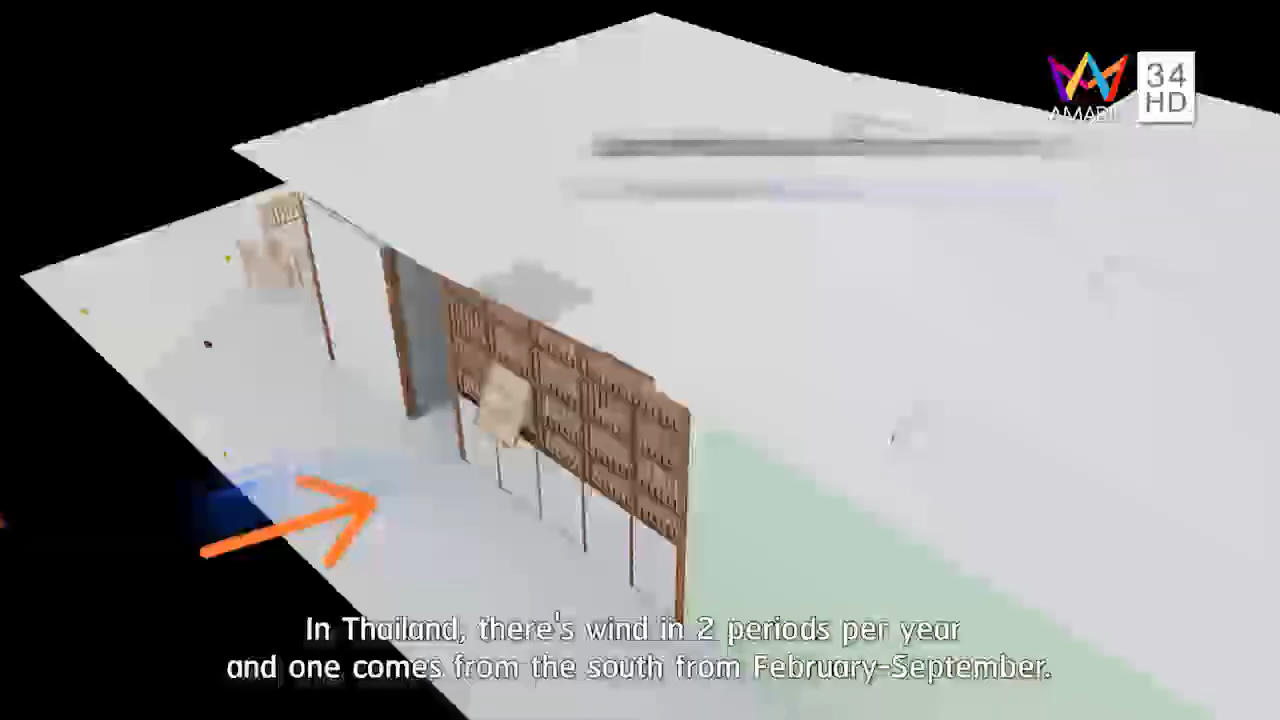 34
HD
In Thailand, there's wind in 2 periods per year
and one comes from the south from February-September.